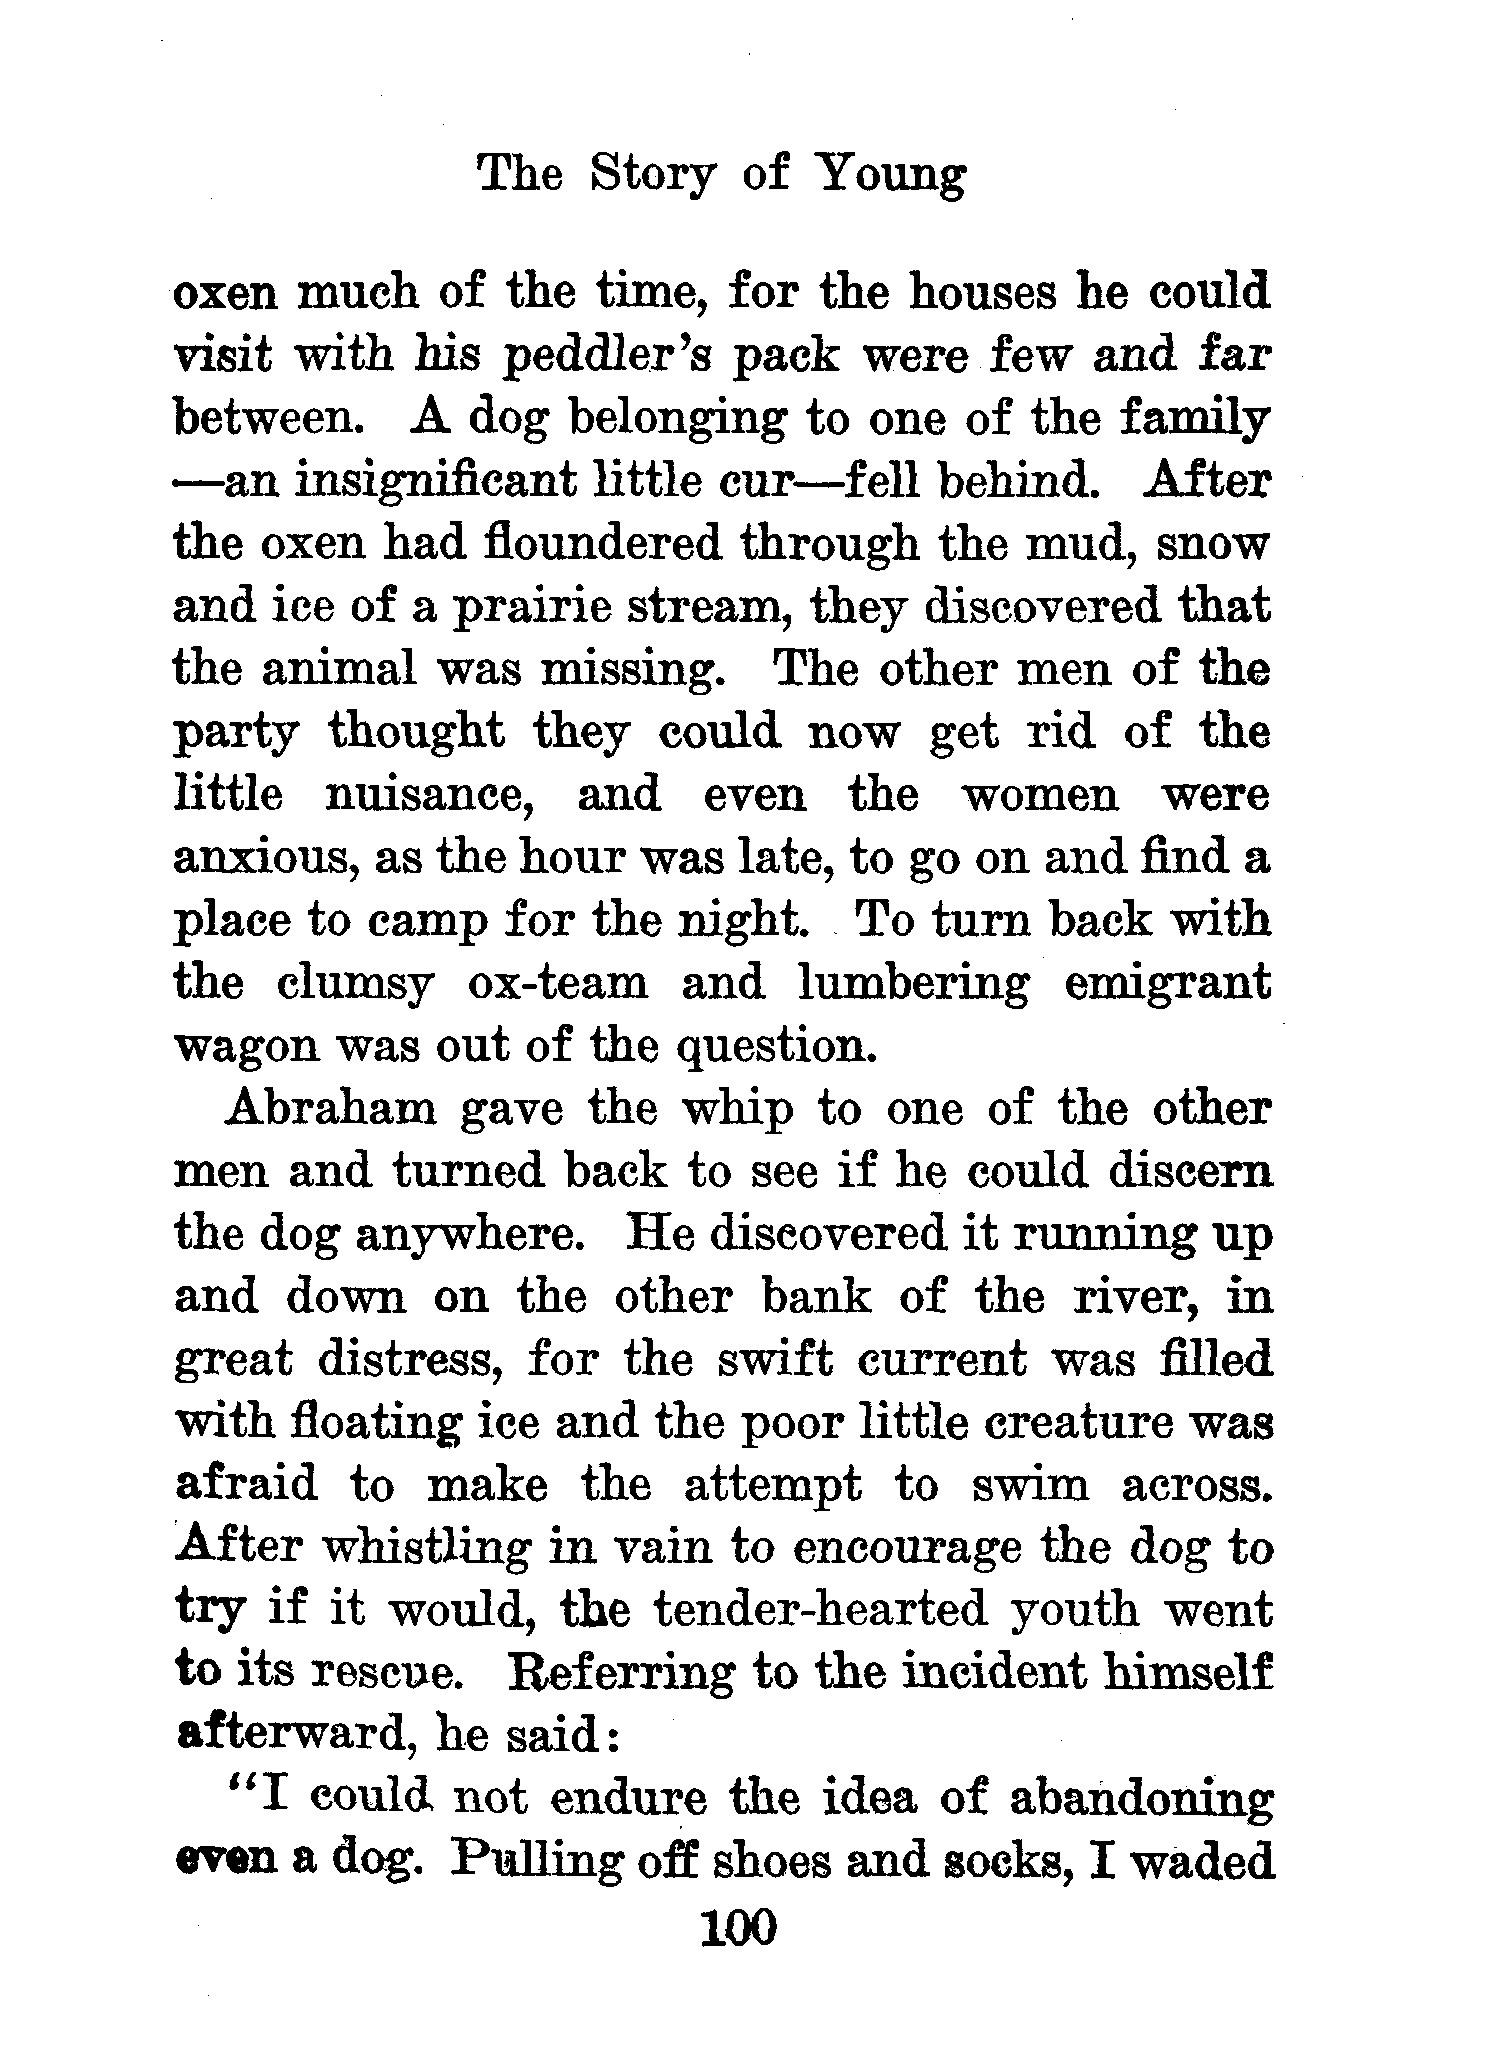 The Story of Young
oxen much of the time, for the houses he could
visit with his peddler's pack were few and far
between. A dog belonging to one of the family
—an insignificant little cur—fell behind. After
the oxen had floundered through the mud, snow
and ice of a prairie stream, they discovered that
the animal was missing. The other men of the
party thought they could now get rid of the
little nuisance, and even the women were
anxious, as the hour was late, to go on and find a
place to camp for the night. To turn back with
the clumsy ox-team and lumbering emigrant
wagon was out of the question.
Abraham gave the whip to one of the other
men and turned back to see if he could discern
the dog anywhere. He discovered it running up
and down on the other bank of the river, in
great distress, for the swift current was filled
with floating ice and the poor little creature was
afraid to make the attempt to swim across.
After whistling in vain to encourage the dog to
try if it would, the tender-hearted youth went
to its rescue. Referring to the incident himself
afterward, he said:
“I could not endure the idea of abandoning
even a dog. Pulling off shoes and socks, I waded
100